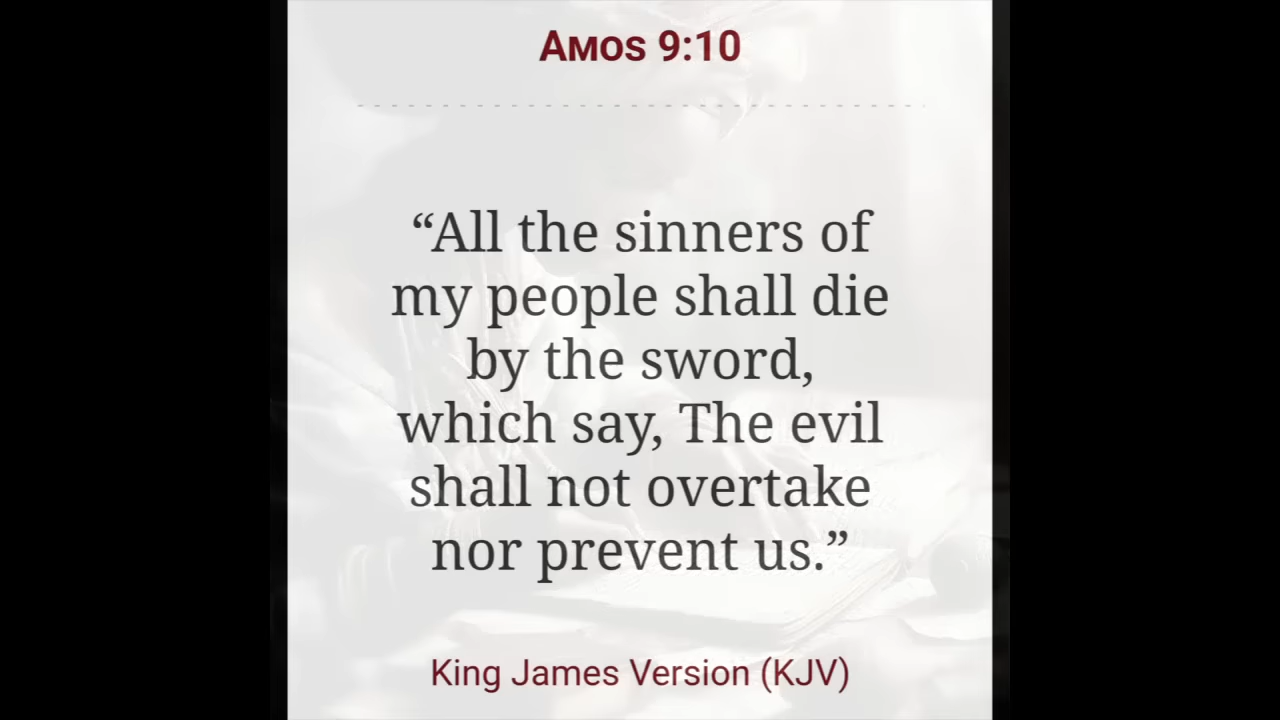 Amos 9:10
“All the sinners of
my people shall die
by the sword,
which say, The evil
shall not overtake
nor prevent us.”
King James Version (KJV)